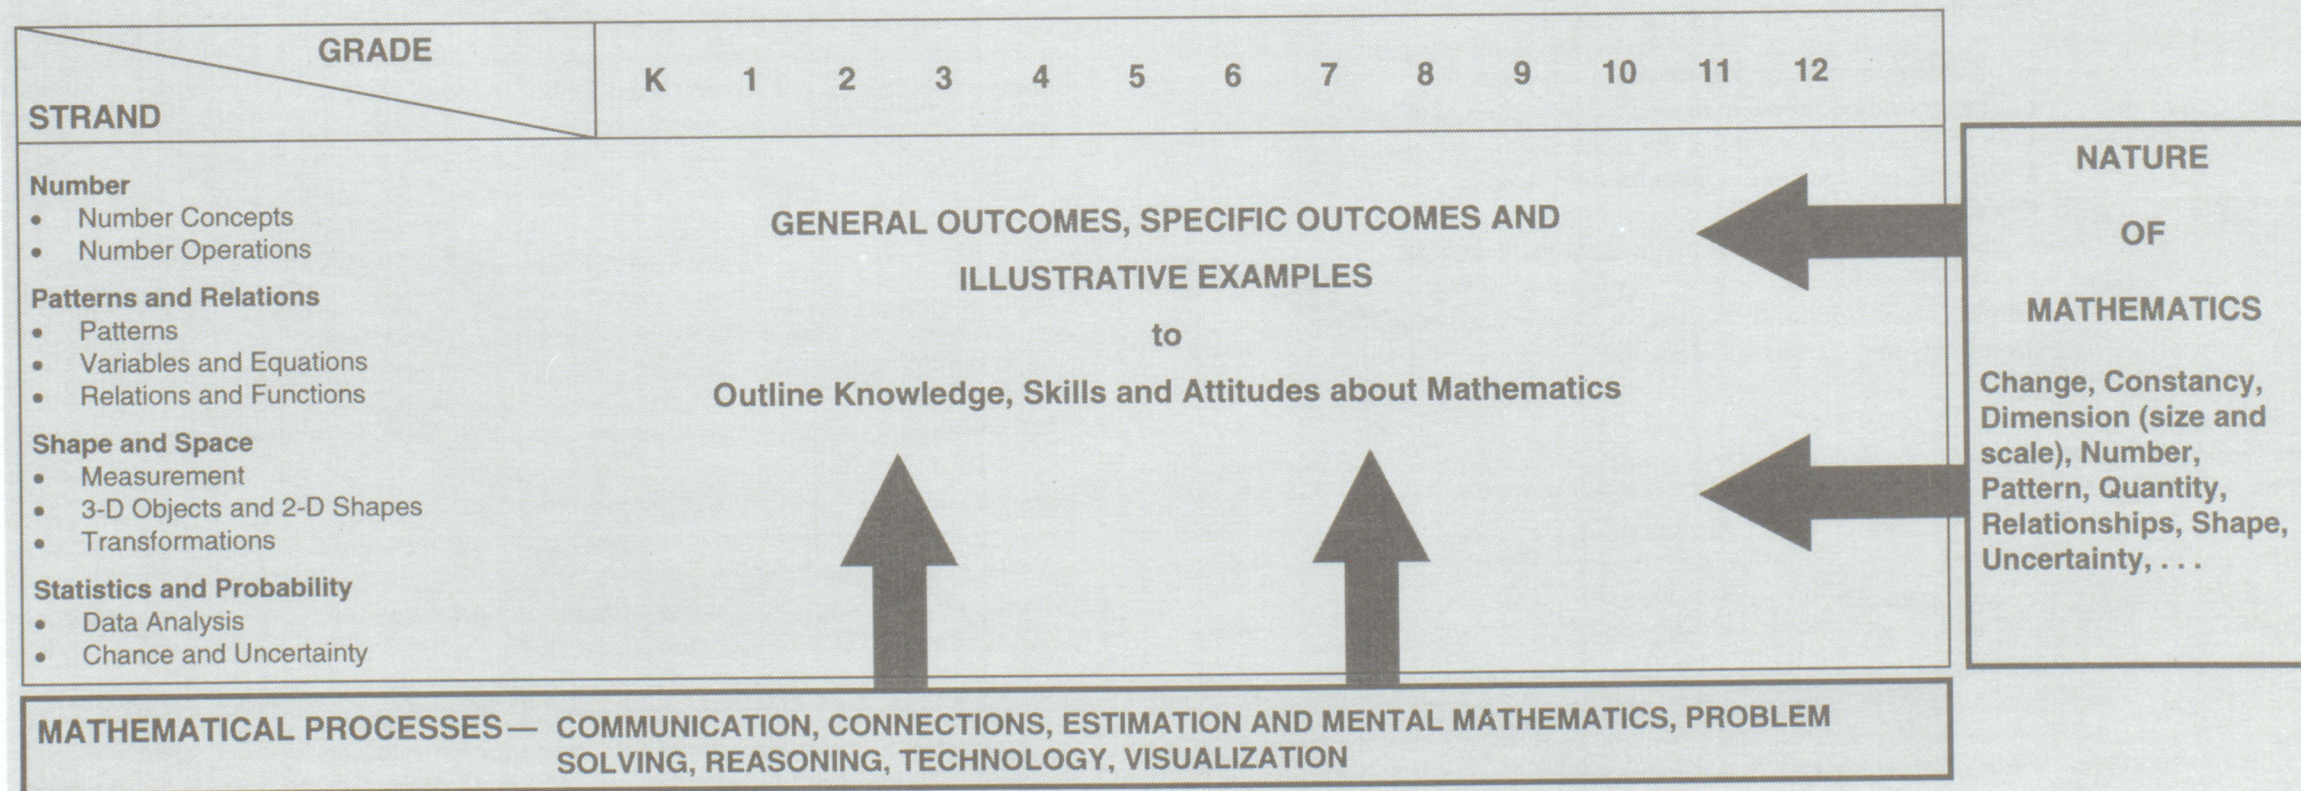 GRADE
STRAND
K 1 2 3 4 5 6 7 8 9 10 11 12
Number
• Number Concepts
• Number Operations
Patterns and Relations
• Patterns
• Variables and Equations
• Relations and Functions
Shape and Space
• Measurement
• 3-D Objects and 2-D Shapes
• Transformations
Statistics and Probability
• Data Analysis
• Chance and Uncertainty
GENERAL OUTCOMES, SPECIFIC OUTCOMES AND
ILLUSTRATIVE EXAMPLES
to
Outline Knowledge, Skills and Attitudes about Mathematics
NATURE
OF
MATHEMATICS
Change, Constancy,
Dimension (size and
scale), Number,
Pattern, Quantity,
Relationships, Shape,
Uncertainty, . . .
MATHEMATICAL PROCESSES— COMMUNICATION, CONNECTIONS, ESTIMATION AND MENTAL MATHEMATICS, PROBLEM
SOLVING, REASONING, TECHNOLOGY, VISUALIZATION